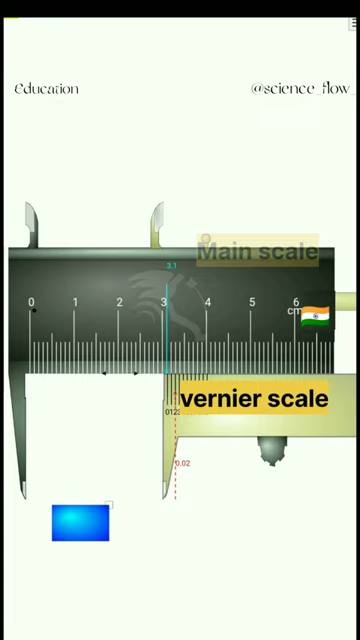 Education
@science_flow_
Main scale
3.1
0 1 2 3 4 5 6
cm
vernier scale
0123
0.02